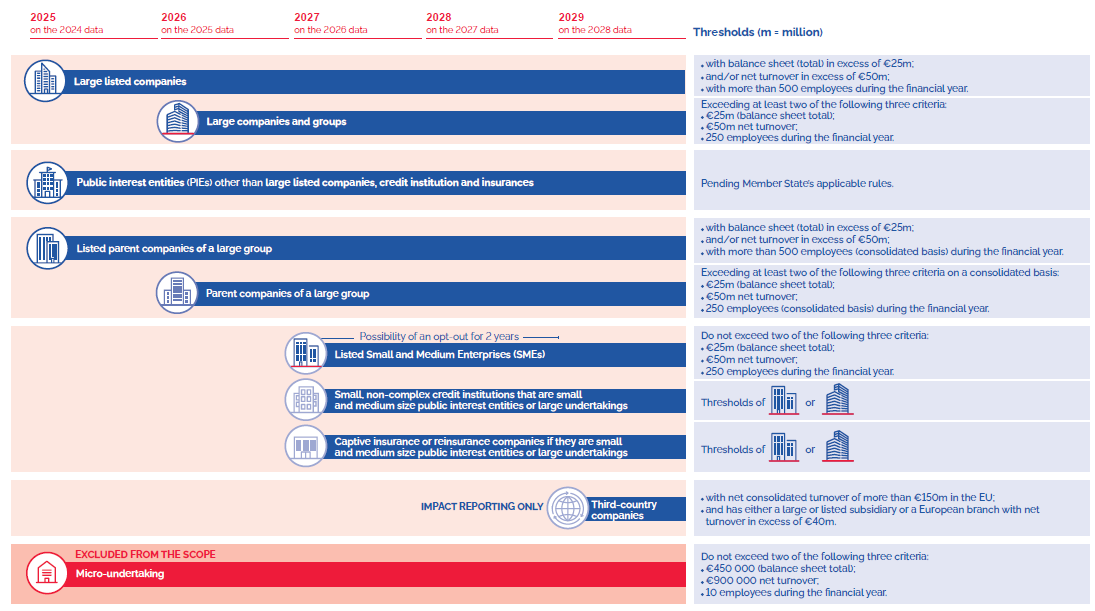 2025
on the 2024 data
2026
on the 2025 data
2027
on the 2026 data
2028
on the 2027 data
2029
on the 2028 data
Thresholds (m = million)
Large listed companies
• with balance sheet (total) in excess of €25m;
• and/or net turnover in excess of €50m;
• with more than 500 employees during the financial year.
Large companies and groups
Exceeding at least two of the following three criteria:
• €25m (balance sheet total);
• €50m net turnover;
• 250 employees during the financial year.
Public interest entities (PIEs) other than large listed companies, credit institution and insurances
Pending Member State's applicable rules.
Listed parent companies of a large group
• with balance sheet (total) in excess of €25m;
• and/or net turnover in excess of €50m;
• with more than 500 employees (consolidated basis) during the financial year.
Parent companies of a large group
Exceeding at least two of the following three criteria on a consolidated basis:
• €25m (balance sheet total);
• €50m net turnover;
• 250 employees (consolidated basis) during the financial year.
Possibility of an opt-out for 2 years
Listed Small and Medium Enterprises (SMEs)
Do not exceed two of the following three criteria:
• €25m (balance sheet total);
• €50m net turnover;
• 250 employees during the financial year.
Small, non-complex credit institutions that are small
and medium size public interest entities or large undertakings
Thresholds of or
Captive insurance or reinsurance companies if they are small
and medium size public interest entities or large undertakings
Thresholds of or
IMPACT REPORTING ONLY
Third-country
companies
• with net consolidated turnover of more than €150m in the EU;
• and has either a large or listed subsidiary or a European branch with net
turnover in excess of €40m.
EXCLUDED FROM THE SCOPE
Micro-undertaking
Do not exceed two of the following three criteria:
• €450 000 (balance sheet total);
• €900 000 net turnover;
• 10 employees during the financial year.